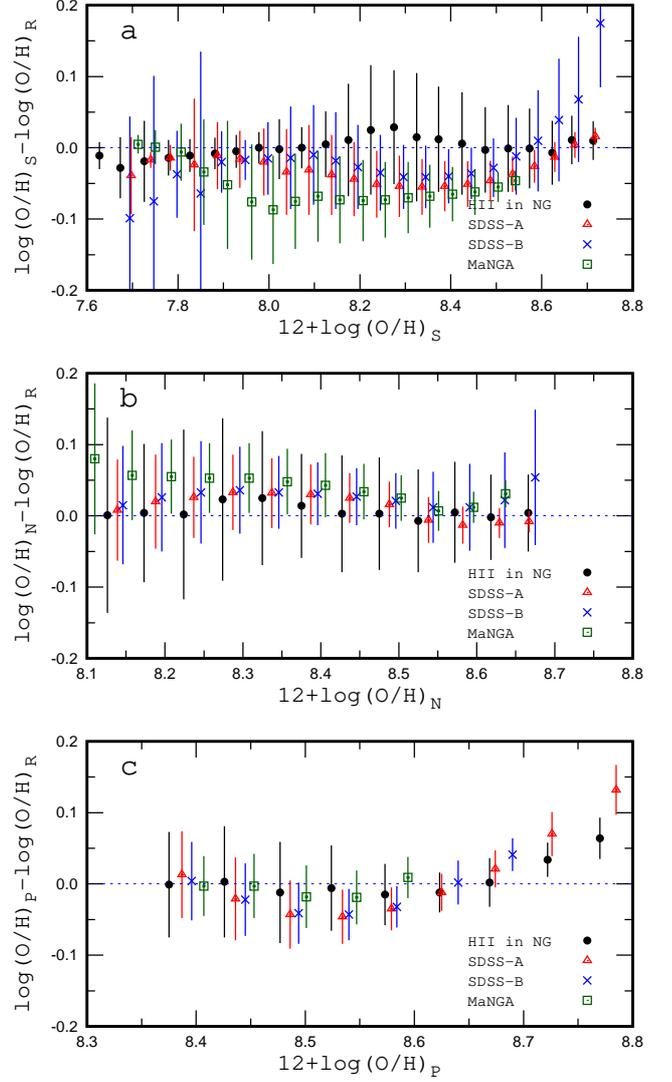 a
0.2
0.1
0.0
-0.1
-0.2
log(O/H)S-log(O/H)R
HII in NG
SDSS-A
SDSS-B
MaNGA
7.6 7.8 8.0 8.2 8.4 8.6 8.8
12+log(O/H)S
b
0.2
0.1
0.0
-0.1
-0.2
log(O/H)N-log(O/H)R
HII in NG
SDSS-A
SDSS-B
MaNGA
8.1 8.2 8.3 8.4 8.5 8.6 8.7 8.8
12+log(O/H)N
c
0.2
0.1
0.0
-0.1
-0.2
log(O/H)P-log(O/H)R
HII in NG
SDSS-A
SDSS-B
MaNGA
8.3 8.4 8.5 8.6 8.7 8.8
12+log(O/H)P